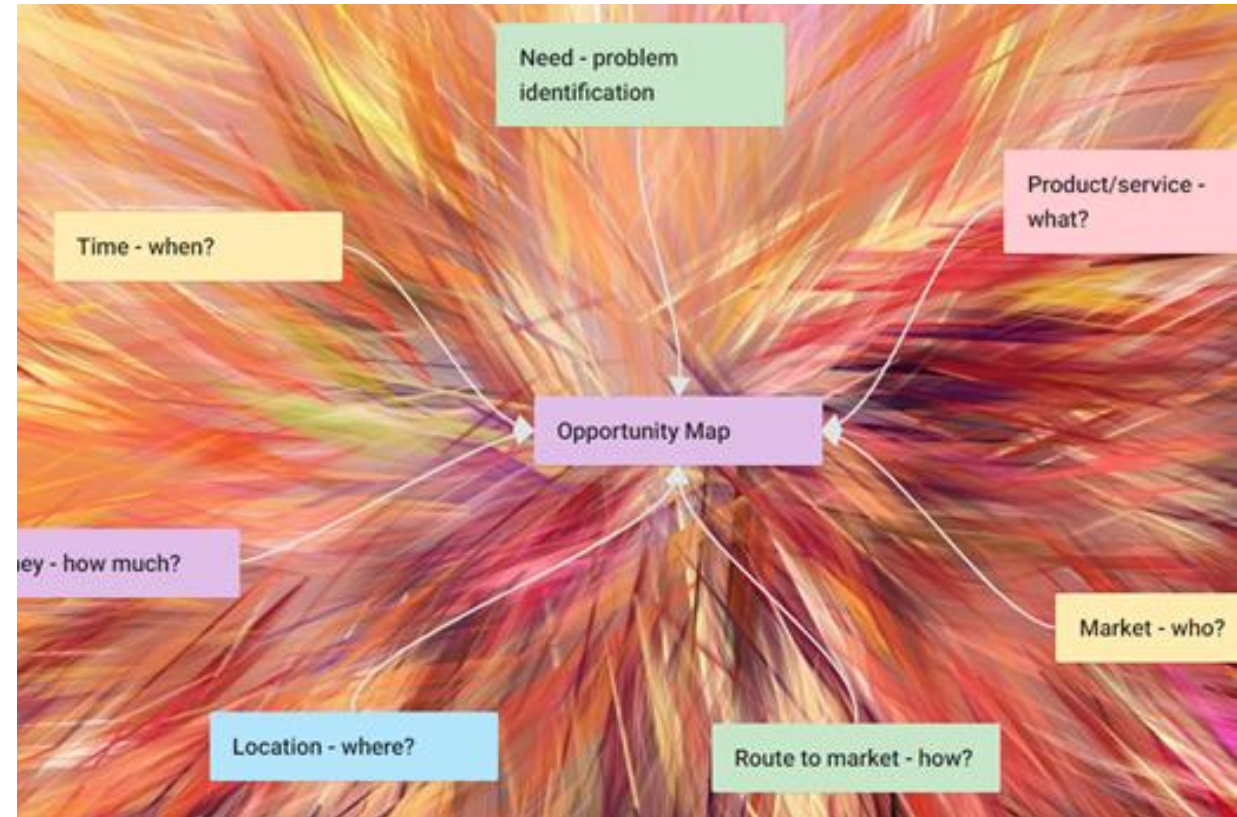 Need - problem
identification
Product/service -
what?
Time - when?
Opportunity Map
- how much?
Market - who?
Location - where?
Route to market - how?